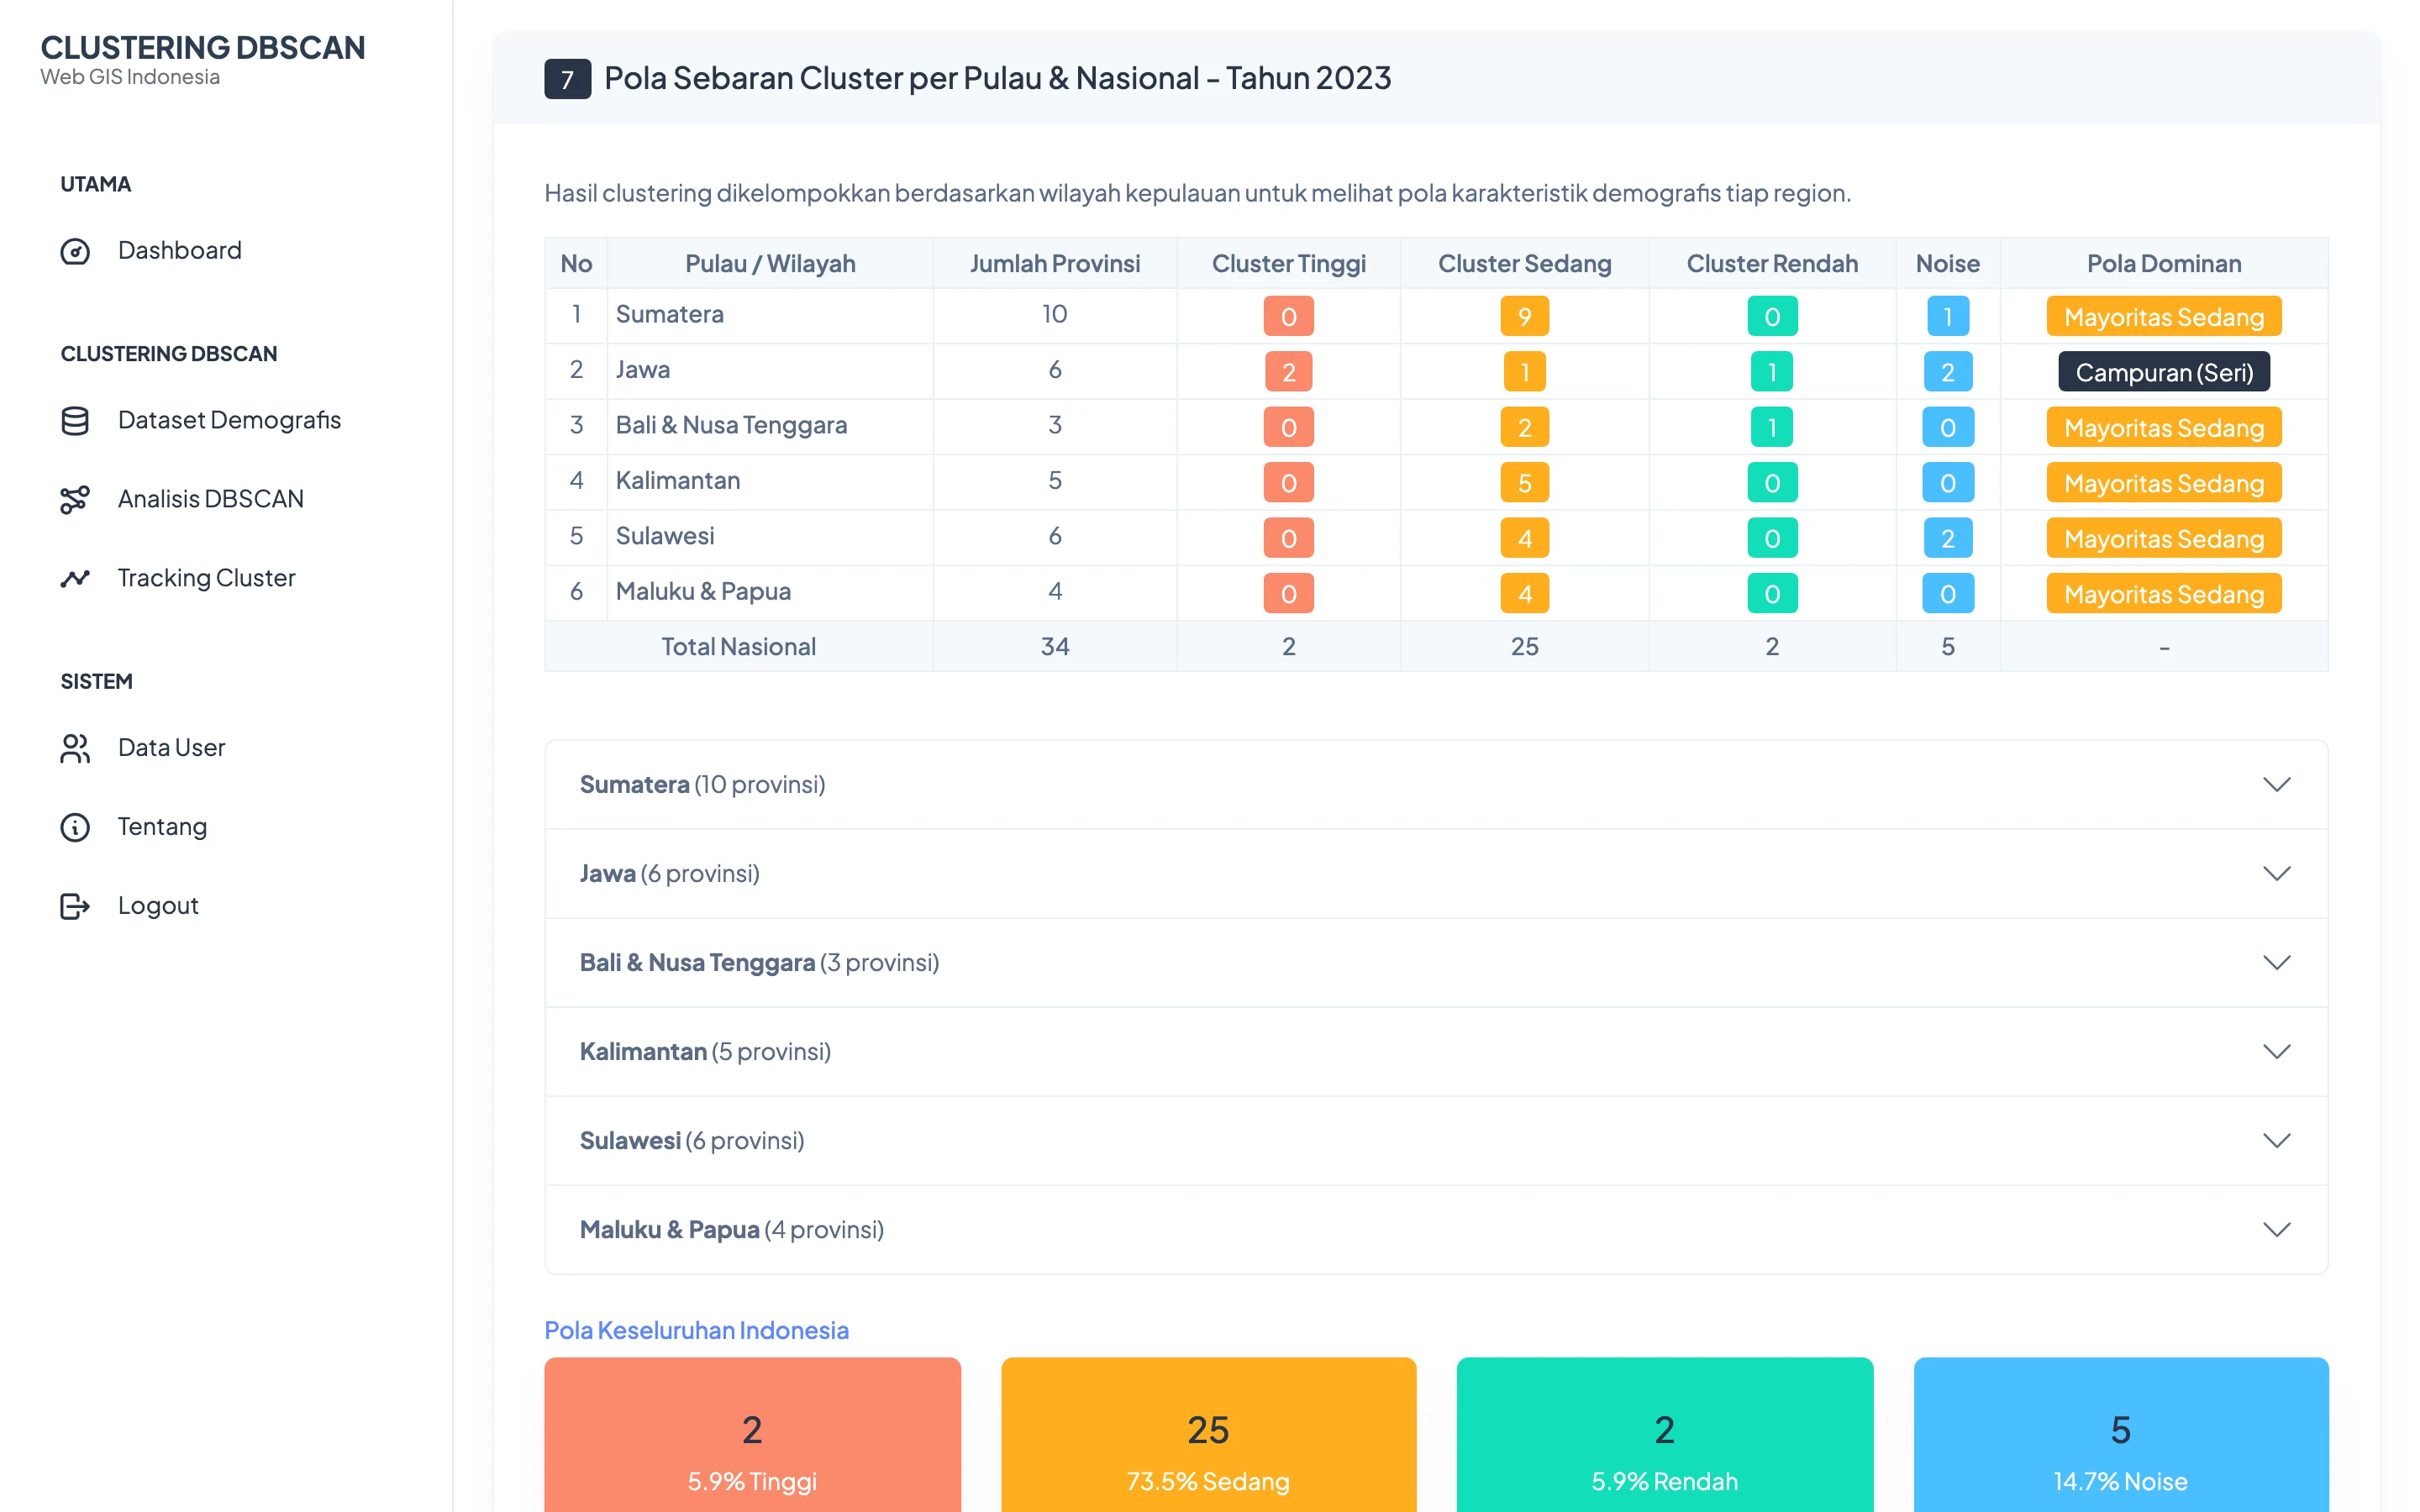 CLUSTERING DBSCAN
Web GIS Indonesia
UTAMA
Dashboard
CLUSTERING DBSCAN
Dataset Demografis
Analisis DBSCAN
Tracking Cluster
SISTEM
Data User
Tentang
Logout
7 Pola Sebaran Cluster per Pulau & Nasional - Tahun 2023
Hasil clustering dikelompokkan berdasarkan wilayah kepulauan untuk melihat pola karakteristik demografis tiap region.
No Pulau / Wilayah Jumlah Provinsi Cluster Tinggi Cluster Sedang Cluster Rendah Noise Pola Dominan
1 Sumatera 10 0 9 0 1 Mayoritas Sedang
2 Jawa 6 2 1 1 2 Campuran (Seri)
3 Bali & Nusa Tenggara 3 0 2 1 0 Mayoritas Sedang
4 Kalimantan 5 0 5 0 0 Mayoritas Sedang
5 Sulawesi 6 0 4 0 2 Mayoritas Sedang
6 Maluku & Papua 4 0 4 0 0 Mayoritas Sedang
Total Nasional 34 2 25 2 5 -
Sumatera (10 provinsi)
Jawa (6 provinsi)
Bali & Nusa Tenggara (3 provinsi)
Kalimantan (5 provinsi)
Sulawesi (6 provinsi)
Maluku & Papua (4 provinsi)
Pola Keseluruhan Indonesia
2 25 2 5
5.9% Tinggi 73.5% Sedang 5.9% Rendah 14.7% Noise